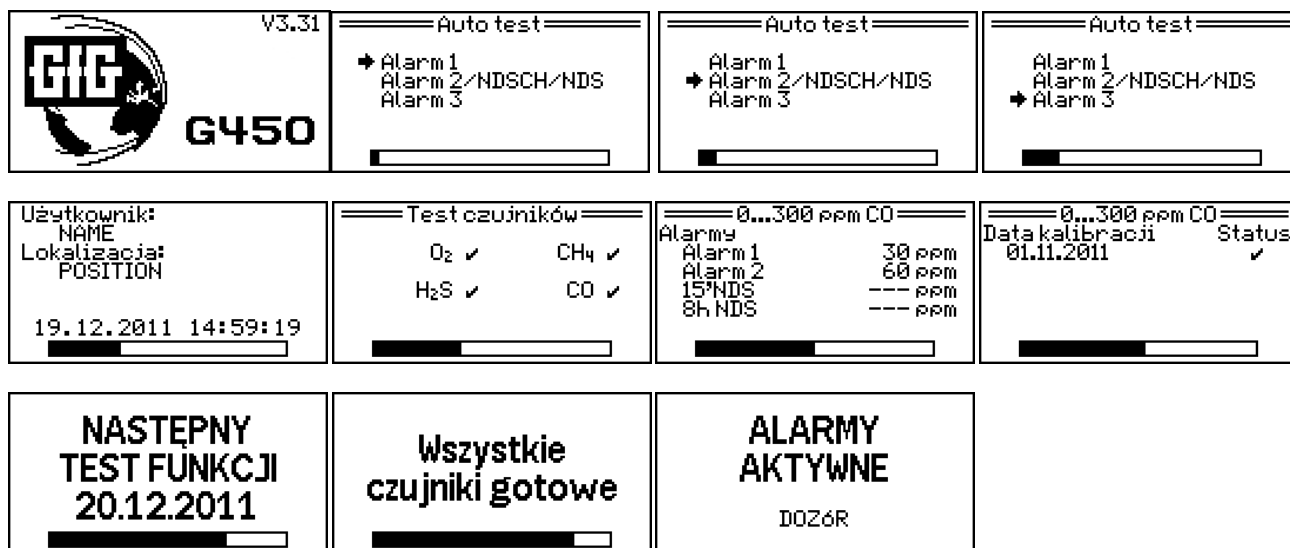 V3.31
GfG
G450
Auto test
Alarm 1
Alarm 2/NDSCH/NDS
Alarm 3
Auto test
Alarm 1
Alarm 2/NDSCH/NDS
Alarm 3
Auto test
Alarm 1
Alarm 2/NDSCH/NDS
Alarm 3
Użytkownik:
NAME
Lokalizacja:
POSITION
19.12.2011 14:59:19
Test czujników
O₂ ✔ CH₄ ✔
H₂S ✔ CO ✔
0...300 ppm CO
Alarmy
Alarm 1 30 ppm
Alarm 2 60 ppm
15'NDS --- ppm
8h NDS --- ppm
0...300 ppm CO
Data kalibracji Status
01.11.2011 ✔
NASTĘPNY
TEST FUNKCJI
20.12.2011
Wszystkie
czujniki gotowe
ALARMY
AKTYWNE
DOZóR